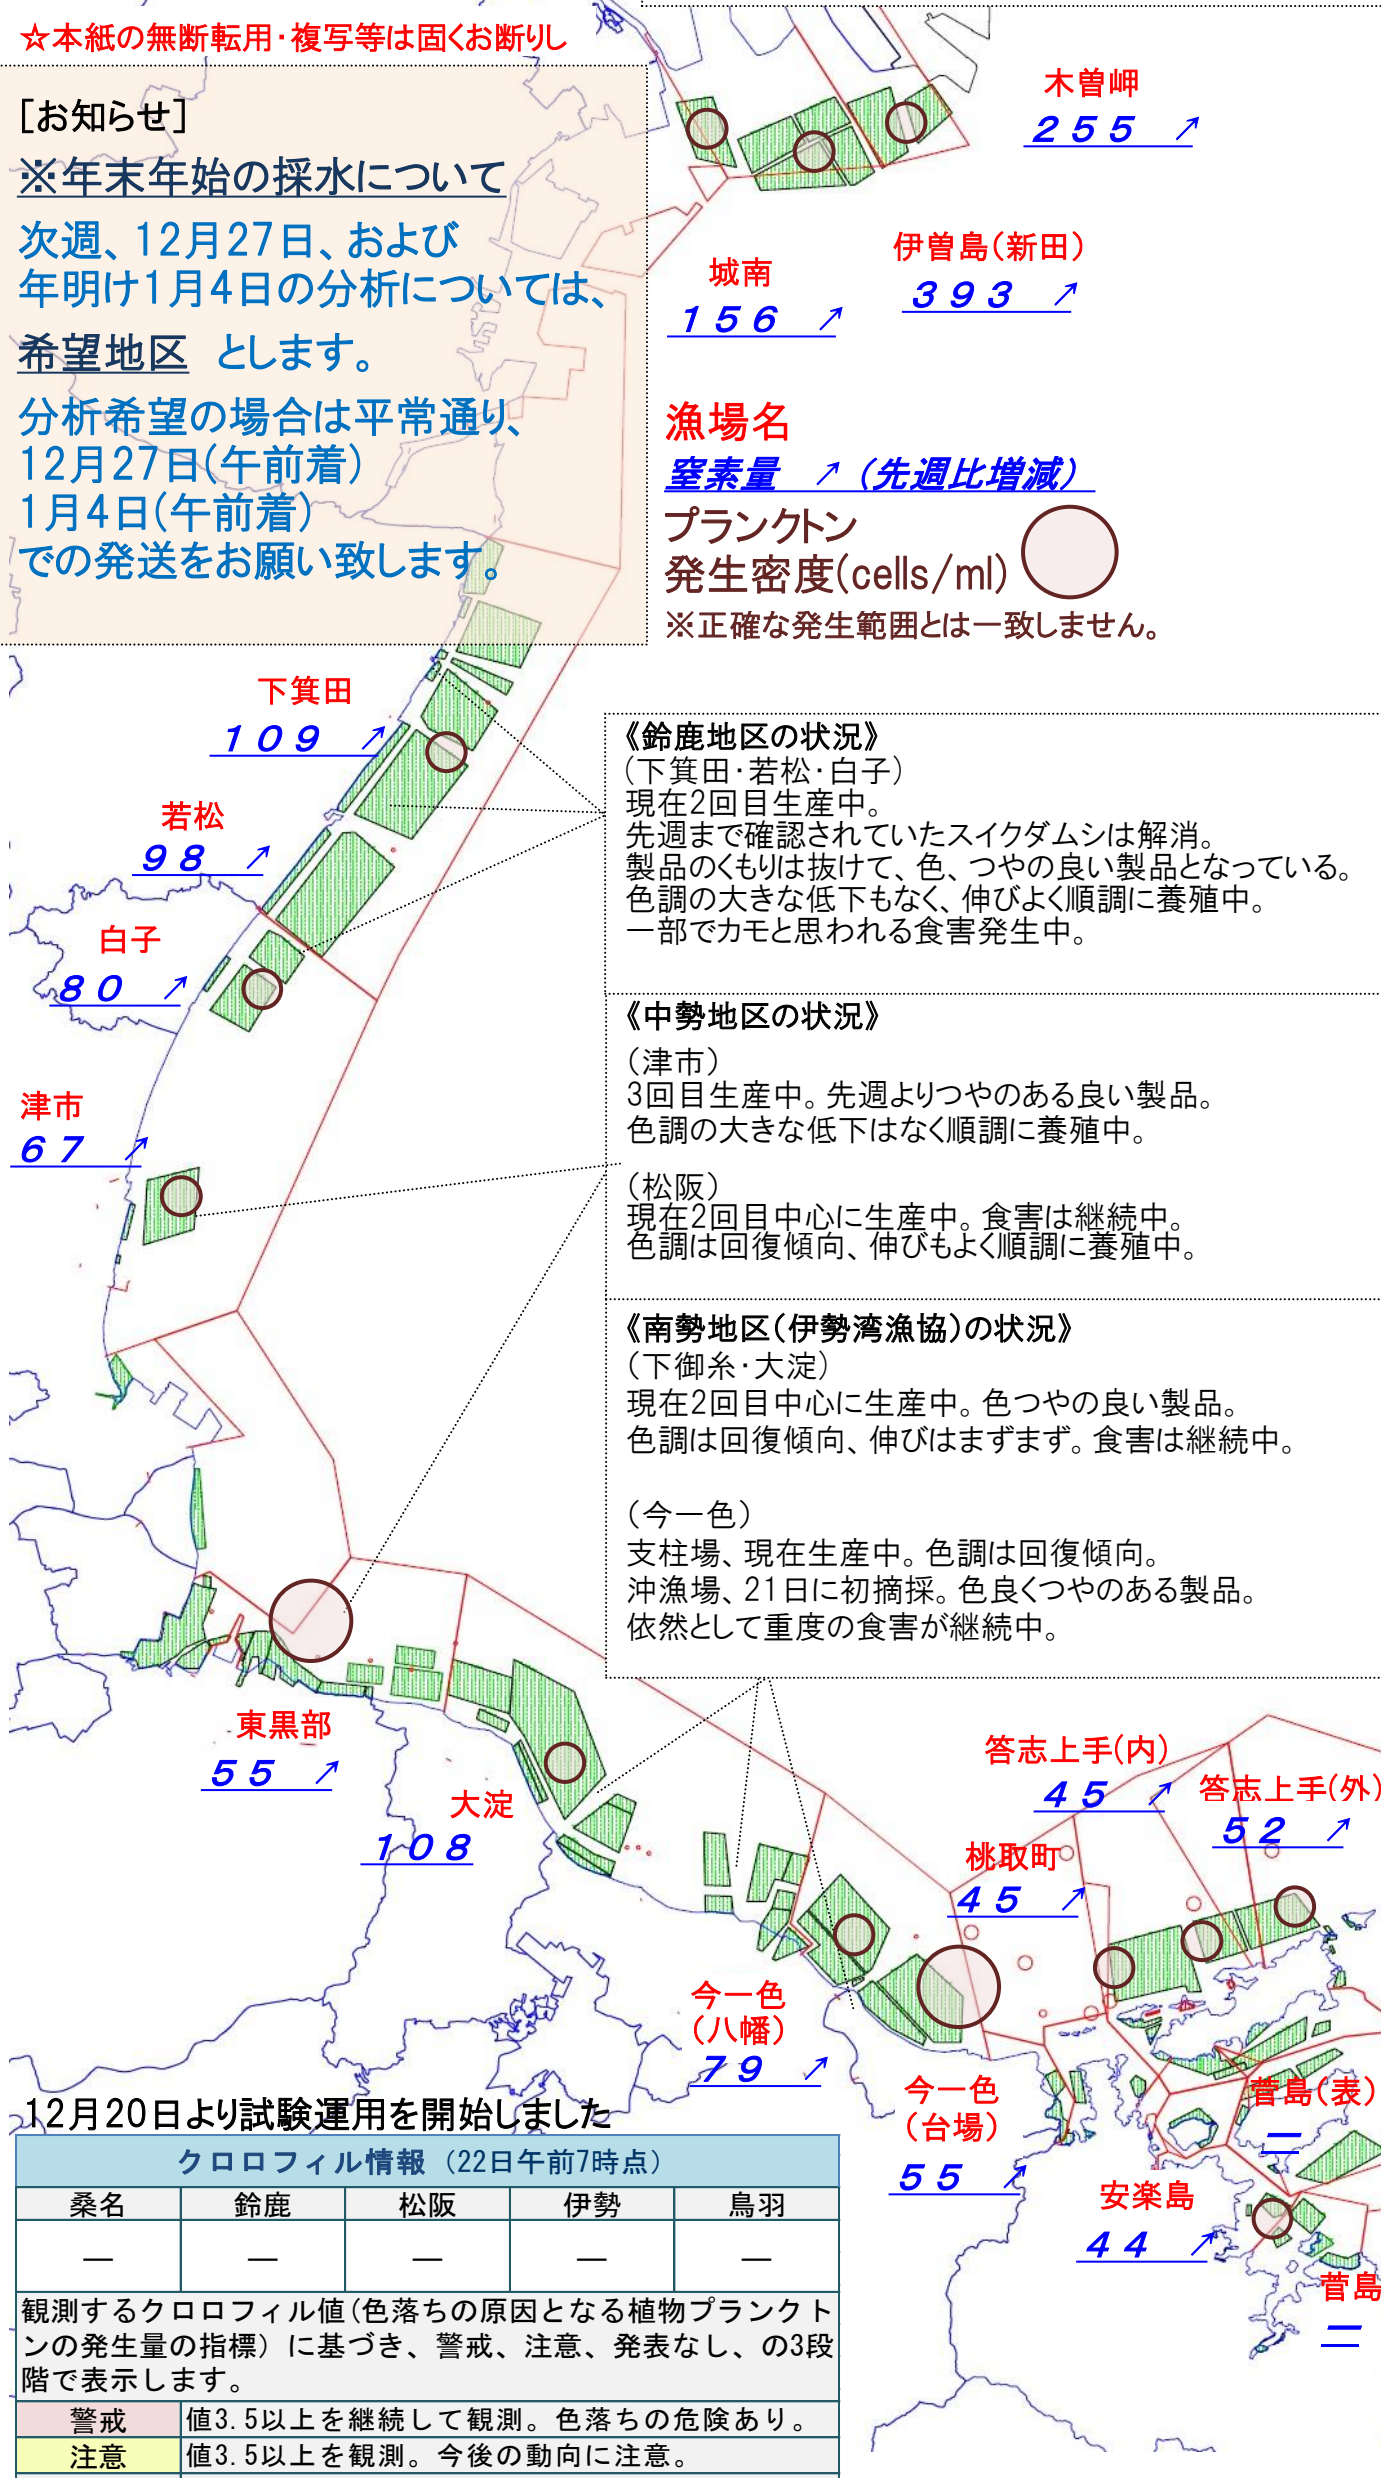 ☆本紙の無断転用・複写等は固くお断りし
[お知らせ]
※年末年始の採水について
次週、12月27日、および
年明け1月4日の分析については、
希望地区 とします。
分析希望の場合は平常通り、
12月27日(午前着)
1月4日(午前着)
での発送をお願い致します。
木曽岬
２５５ ↗
伊曽島(新田)
３９３ ↗
城南
１５６ ↗
漁場名
窒素量 ↗ (先週比増減)
プランクトン
発生密度(cells/ml)
※正確な発生範囲とは一致しません。
下箕田
１０９ ↗
若松
９８ ↗
白子
８０ ↗
津市
６７ ↗
《鈴鹿地区の状況》
(下箕田・若松・白子)
現在2回目生産中。
先週まで確認されていたスイクダムシは解消。
製品のくもりは抜けて、色、つやの良い製品となっている。
色調の大きな低下もなく、伸びよく順調に養殖中。
一部でカモと思われる食害発生中。
《中勢地区の状況》
(津市)
3回目生産中。先週よりつやのある良い製品。
色調の大きな低下はなく順調に養殖中。
(松阪)
現在2回目中心に生産中。食害は継続中。
色調は回復傾向、伸びもよく順調に養殖中。
《南勢地区(伊勢湾漁協)の状況》
(下御糸・大淀)
現在2回目中心に生産中。色つやの良い製品。
色調は回復傾向、伸びはまずまず。食害は継続中。
(今一色)
支柱場、現在生産中。色調は回復傾向。
沖漁場、21日に初摘採。色良くつやのある製品。
依然として重度の食害が継続中。
東黒部
５５ ↗
大淀
１０８
答志上手(内)
４５ ↗
答志上手(外)
５２ ↗
桃取町
４５ ↗
今一色
(八幡)
７９ ↗
今一色
(台場)
５５ ↗
菅島(表)
―
安楽島
４４ ↗
菅島
―
12月20日より試験運用を開始しました
クロロフィル情報 (22日午前7時点)
桑名 鈴鹿 松阪 伊勢 鳥羽
― ― ― ― ―
観測するクロロフィル値(色落ちの原因となる植物プランクト
ンの発生量の指標) に基づき、警戒、注意、発表なし、の3段
階で表示します。
警戒 値3.5以上を継続して観測。色落ちの危険あり。
注意 値3.5以上を観測。今後の動向に注意。